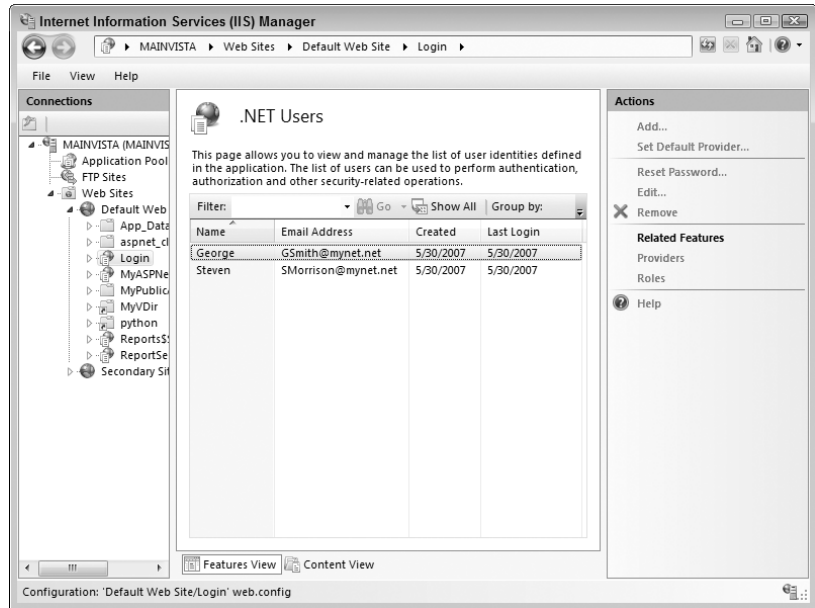 Internet Information Services (IIS) Manager
MAINVISTA Web Sites Default Web Site Login
File View Help
Connections
MAINVISTA (MAINVIS
Application Pool
FTP Sites
Web Sites
Default Web
App_Data
aspnet_cl
Login
MyASPNe
MyPublic
MyVDir
python
Reports$S
ReportSe
Secondary Sit
.NET Users
This page allows you to view and manage the list of user identities defined
in the application. The list of users can be used to perform authentication,
authorization and other security-related operations.
Filter: Go Show All Group by:
Name Email Address Created Last Login
George GSmith@mynet.net 5/30/2007 5/30/2007
Steven SMorrison@mynet.net 5/30/2007 5/30/2007
Features View Content View
Actions
Add...
Set Default Provider...
Reset Password...
Edit...
Remove
Related Features
Providers
Roles
Help
Configuration: 'Default Web Site/Login' web.config